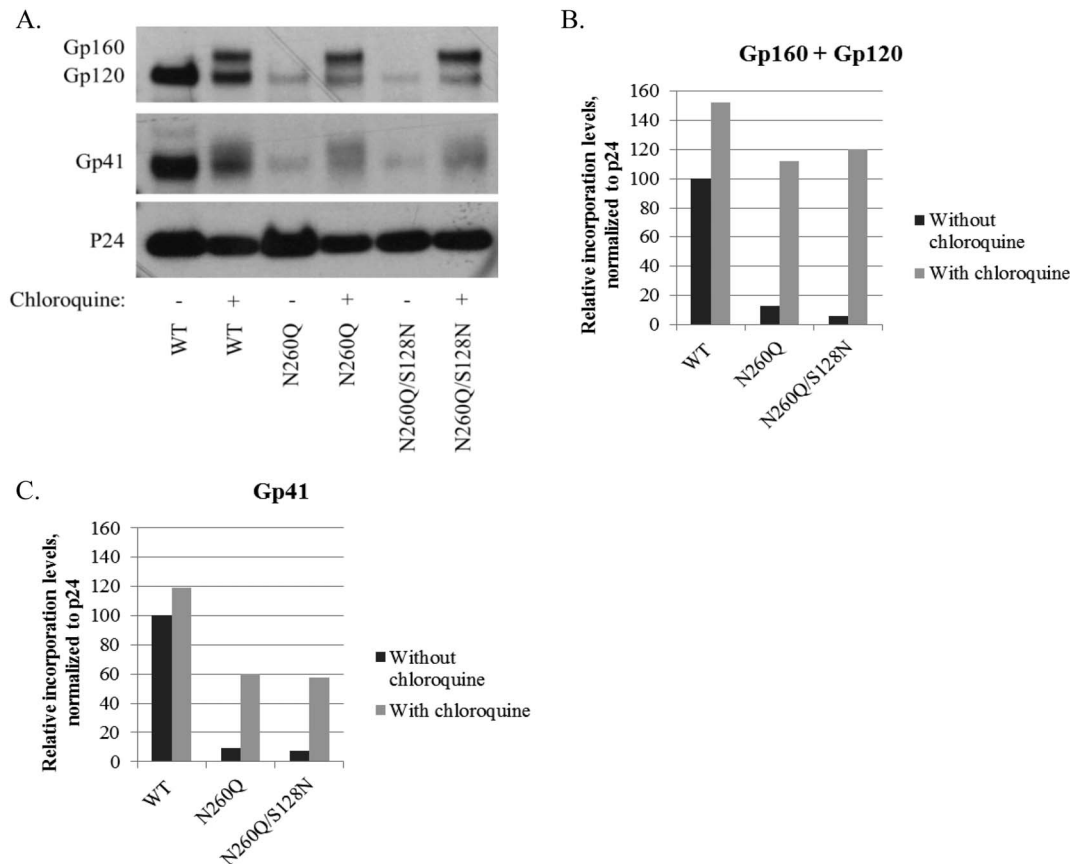 A.
Gp160
Gp120
Gp41
P24
Chloroquine: - + - + - +
WT
WT
N260Q
N260Q
N260Q/S128N
N260Q/S128N
B.
Gp160 + Gp120
Relative incorporation levels,
normalized to p24
160
140
120
100
80
60
40
20
0
WT
N260Q
N260Q/S128N
Without
chloroquine
With chloroquine
C.
Gp41
Relative incorporation levels,
normalized to p24
160
140
120
100
80
60
40
20
0
WT
N260Q
N260Q/S128N
Without
chloroquine
With chloroquine